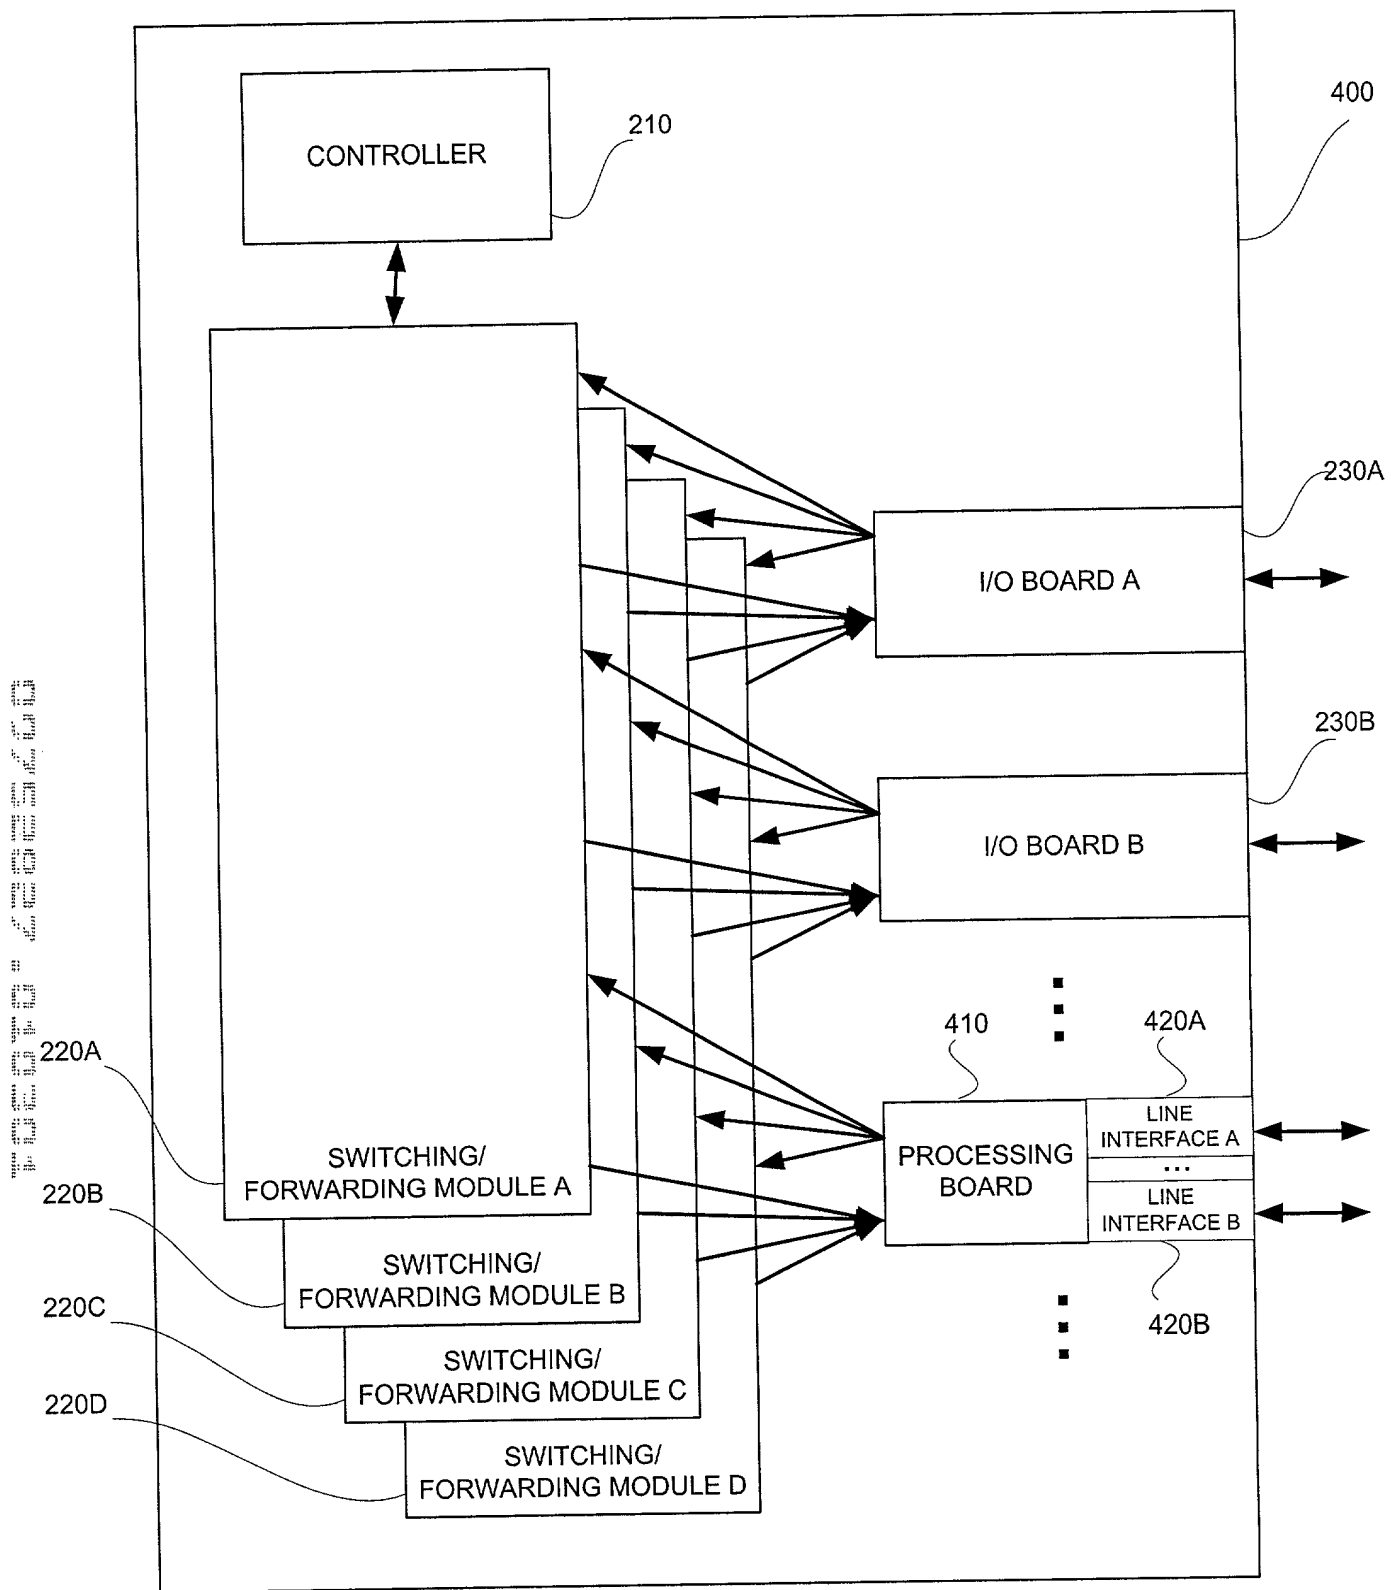 400
210
CONTROLLER
230A
I/O BOARD A
230B
I/O BOARD B
410
420A
220A
LINE
INTERFACE A
...
LINE
INTERFACE B
PROCESSING
BOARD
420B
SWITCHING/
FORWARDING MODULE A
220B
SWITCHING/
FORWARDING MODULE B
220C
SWITCHING/
FORWARDING MODULE C
220D
SWITCHING/
FORWARDING MODULE D